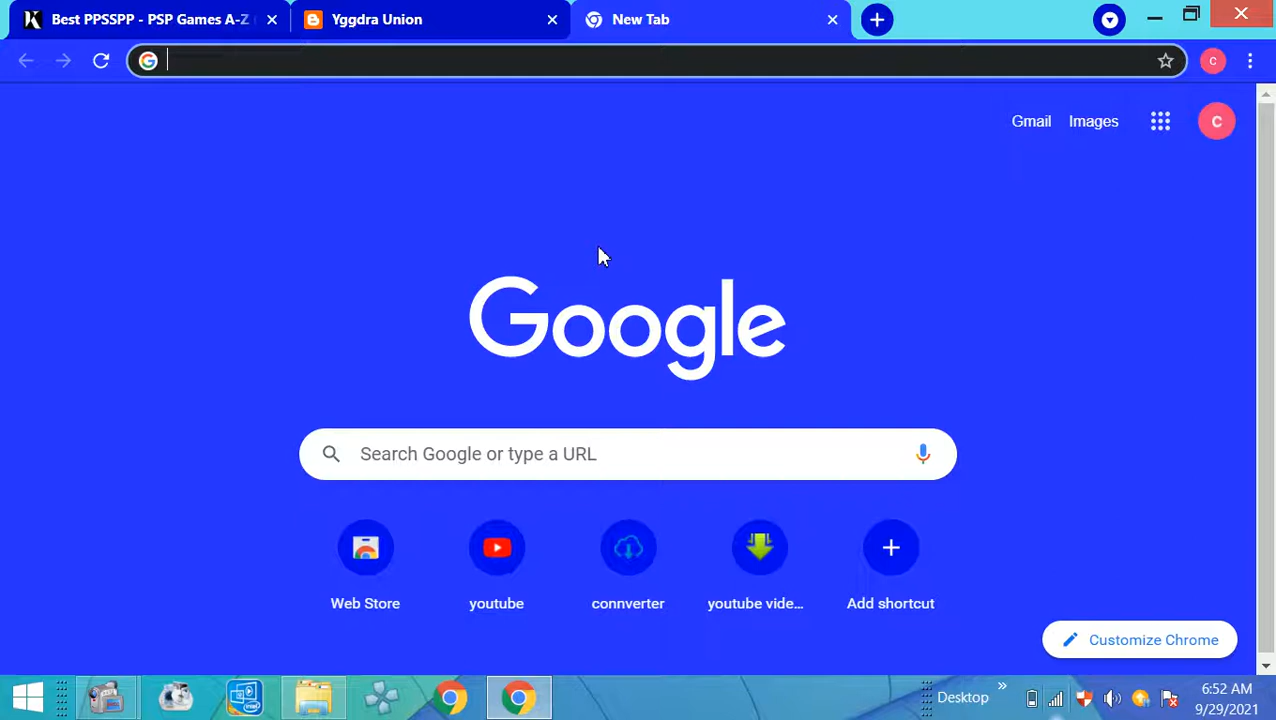 Best PPSSPP - PSP Games A-Z
Yggdra Union
New Tab
C
Gmail
Images
C
Google
Search Google or type a URL
Web Store
youtube
connverter
youtube vide...
Add shortcut
Customize Chrome
Desktop
6:52 AM
9/29/2021